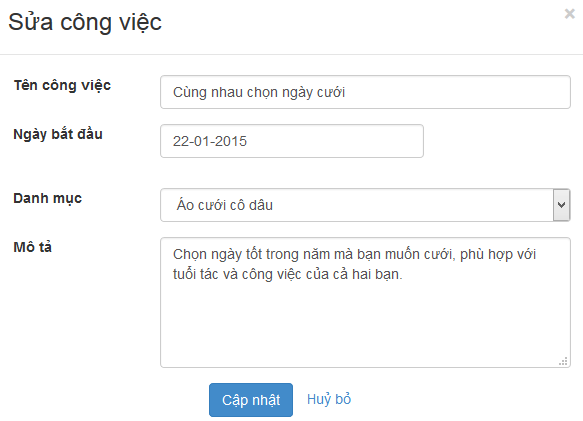 Sửa công việc
×
Tên công việc
Cùng nhau chọn ngày cưới
Ngày bắt đầu
22-01-2015
Danh mục
Áo cưới cô dâu
Mô tả
Chọn ngày tốt trong năm mà bạn muốn cưới, phù hợp với
tuổi tác và công việc của cả hai bạn.
Cập nhật
Huỷ bỏ